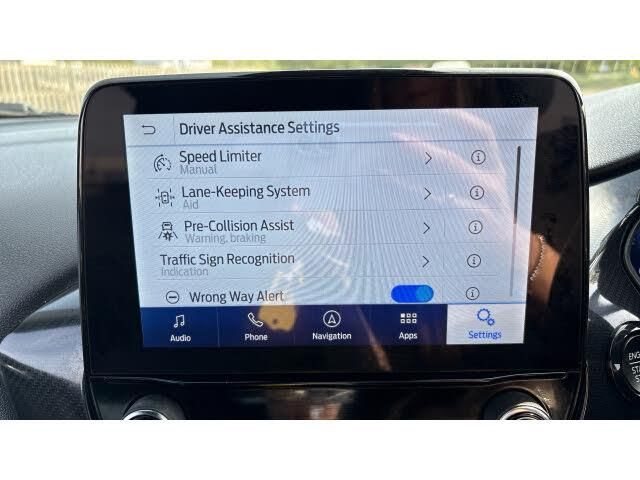 Driver Assistance Settings
Speed Limiter
Manual
Lane-Keeping System
Aid
Pre-Collision Assist
Warning, braking
Traffic Sign Recognition
Indication
Wrong Way Alert
Audio
Phone
Navigation
Apps
Settings